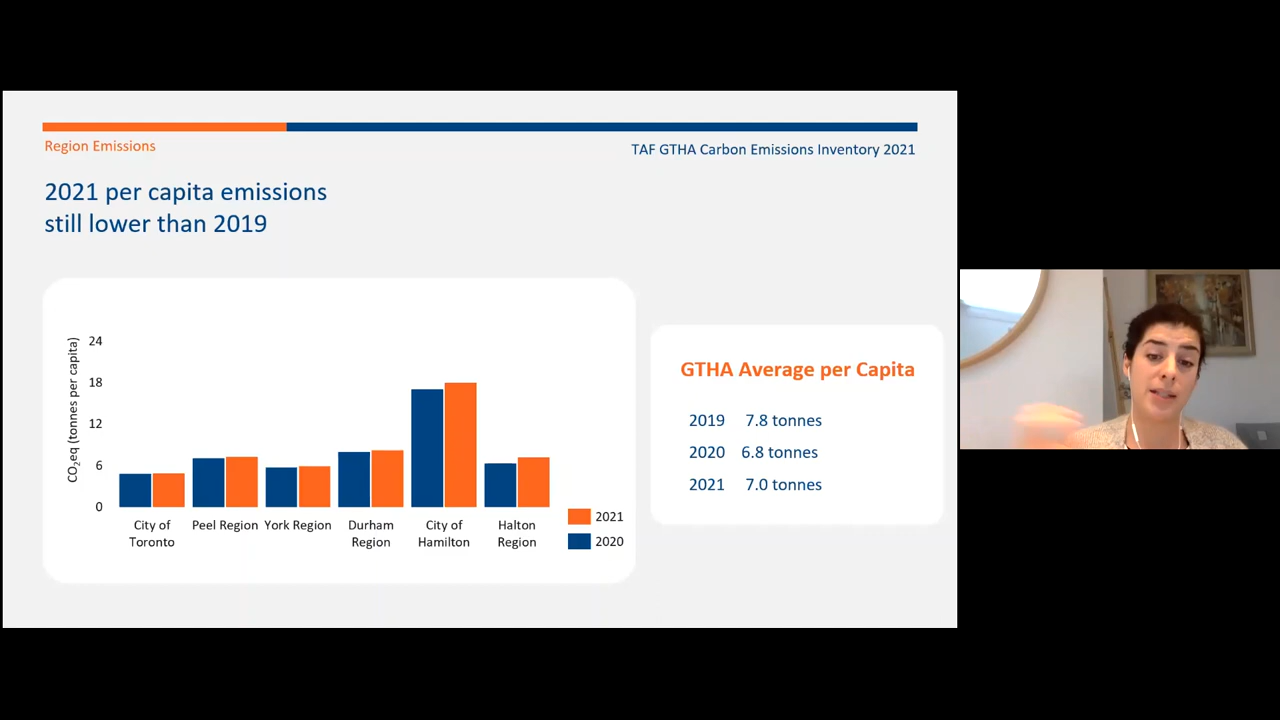 Region Emissions
TAF GTHA Carbon Emissions Inventory 2021
2021 per capita emissions
still lower than 2019
CO2eq (tonnes per capita)
24
18
12
6
0
City of
Toronto
Peel Region
York Region
Durham
Region
City of
Hamilton
Halton
Region
2021
2020
GTHA Average per Capita
2019 7.8 tonnes
2020 6.8 tonnes
2021 7.0 tonnes